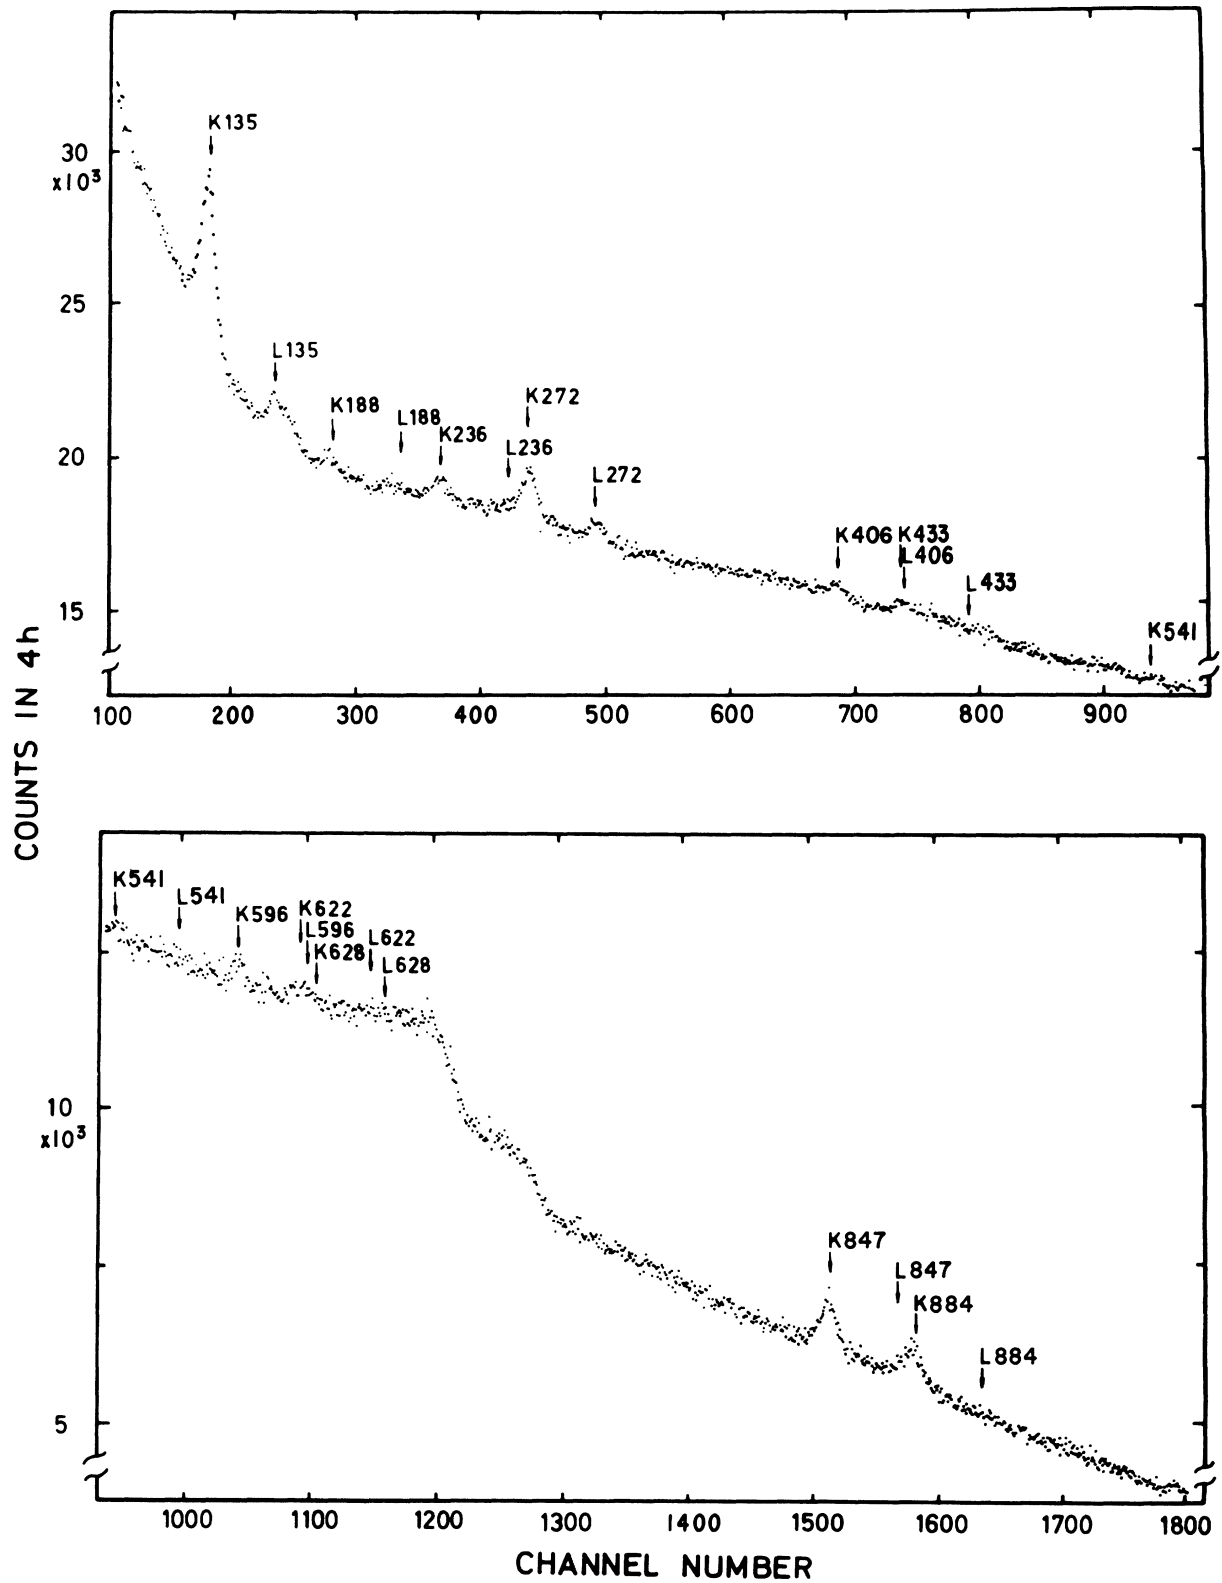 K135
30
x10³
25
L135
K188
L188
K236
K272
L236
20
L272
K406
K433
L406
L433
15
K541
100 200 300 400 500 600 700 800 900
COUNTS IN 4h
K541
L541
K596
K622
L596
K628
L622
L628
10
x10³
K847
L847
K884
L884
5
1000 1100 1200 1300 1400 1500 1600 1700 1800
CHANNEL NUMBER